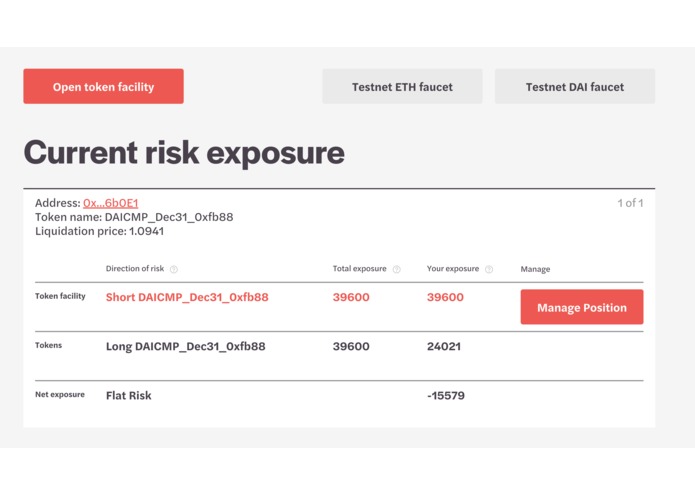 Open token facility
Testnet ETH faucet
Testnet DAI faucet
Current risk exposure
Address: 0x...6b0E1
1 of 1
Token name: DAICMP_Dec31_0xfb88
Liquidation price: 1.0941
Direction of risk ?
Total exposure ?
Your exposure ?
Manage
Token facility
Short DAICMP_Dec31_0xfb88
39600
39600
Manage Position
Tokens
Long DAICMP_Dec31_0xfb88
39600
24021
Net exposure
Flat Risk
-15579